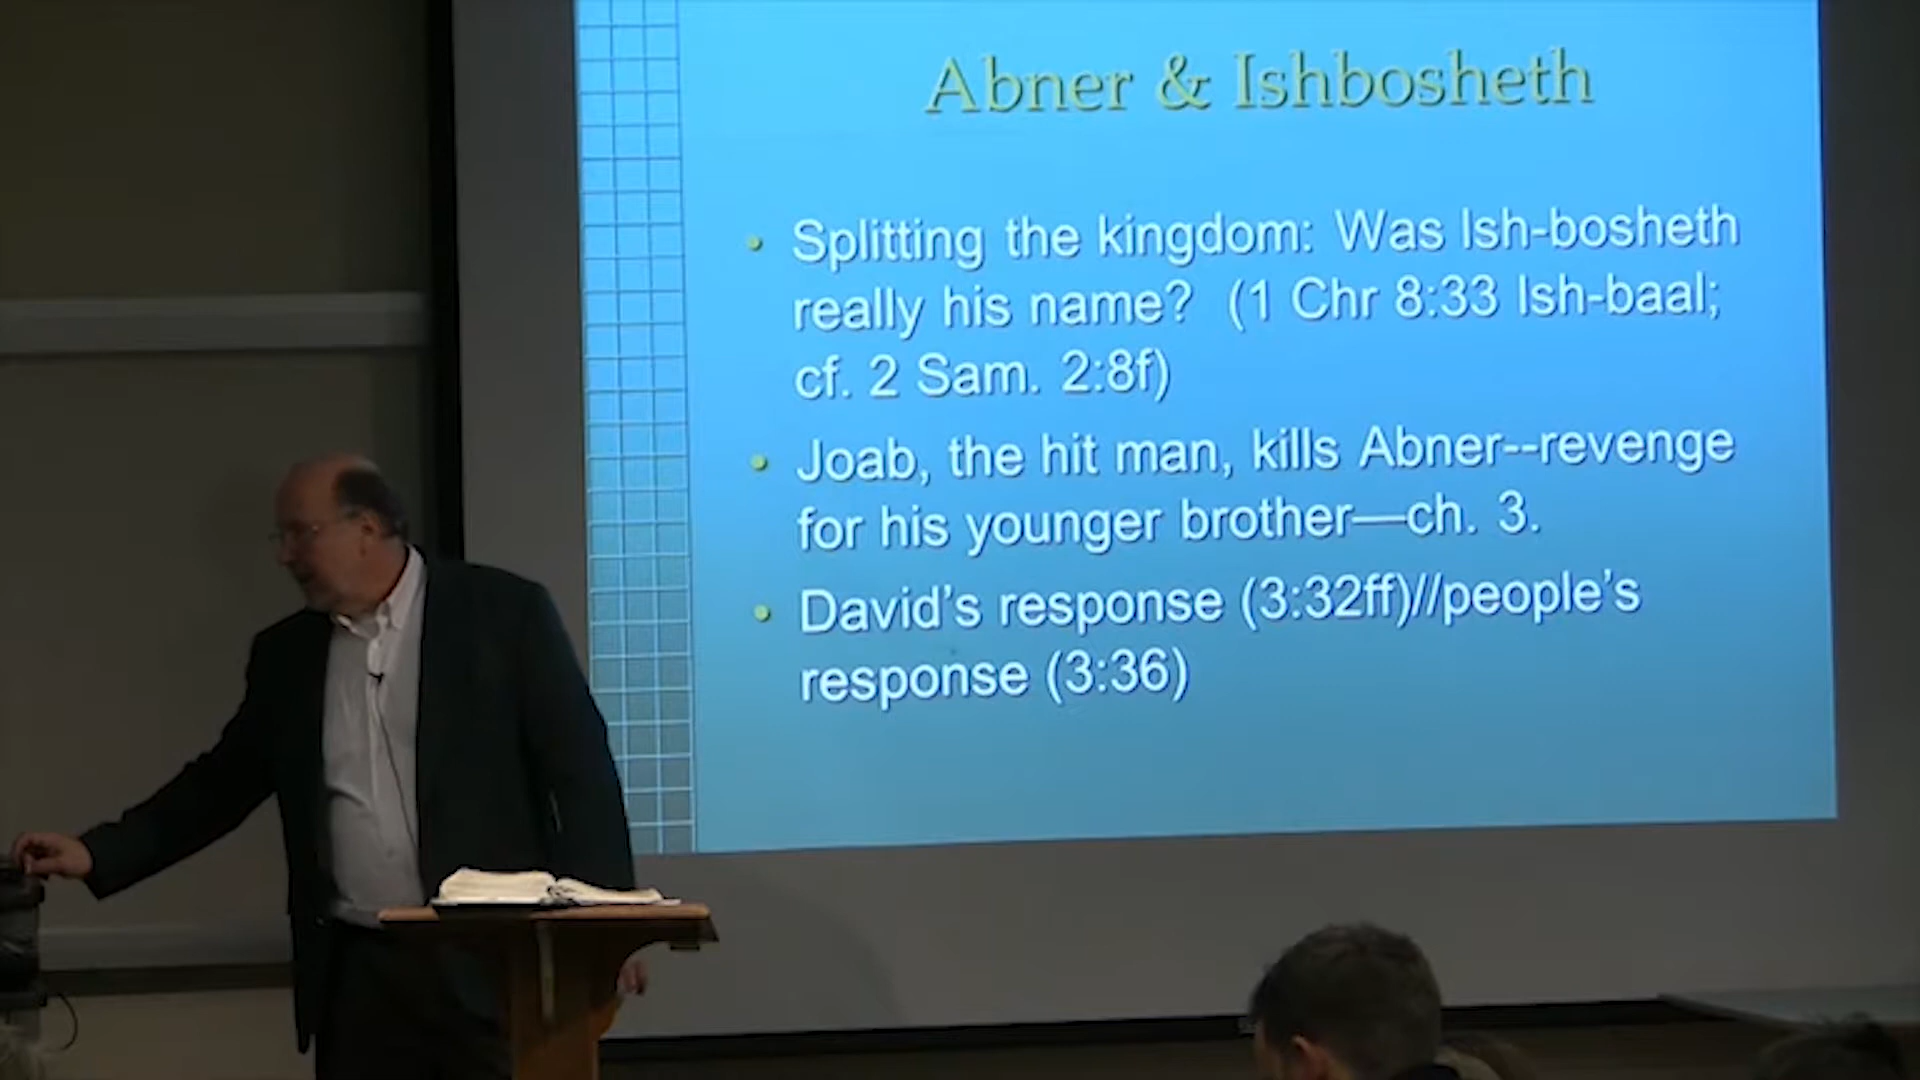 Abner & Ishbosheth
• Splitting the kingdom: Was Ish-bosheth
really his name? (1 Chr 8:33 Ish-baal;
cf. 2 Sam. 2:8f)
• Joab, the hit man, kills Abner--revenge
for his younger brother—ch. 3.
• David’s response (3:32ff)//people’s
response (3:36)